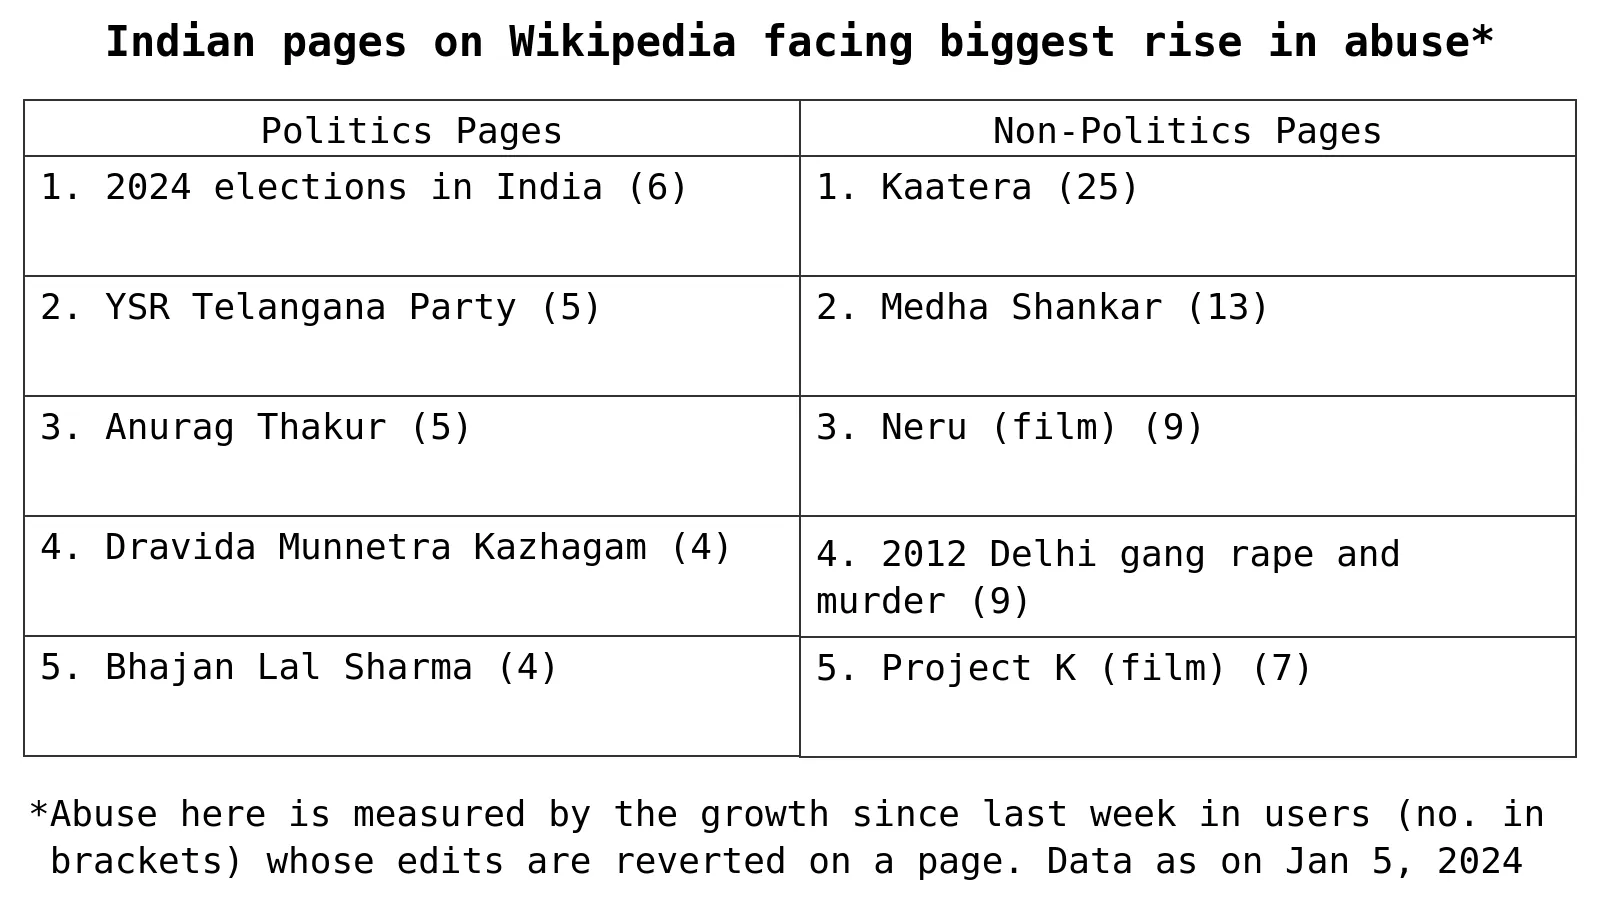 Indian pages on Wikipedia facing biggest rise in abuse*
Politics Pages
Non-Politics Pages
1. 2024 elections in India (6)
1. Kaatera (25)
2. YSR Telangana Party (5)
2. Medha Shankar (13)
3. Anurag Thakur (5)
3. Neru (film) (9)
4. Dravida Munnetra Kazhagam (4)
4. 2012 Delhi gang rape and
murder (9)
5. Bhajan Lal Sharma (4)
5. Project K (film) (7)
*Abuse here is measured by the growth since last week in users (no. in
brackets) whose edits are reverted on a page. Data as on Jan 5, 2024